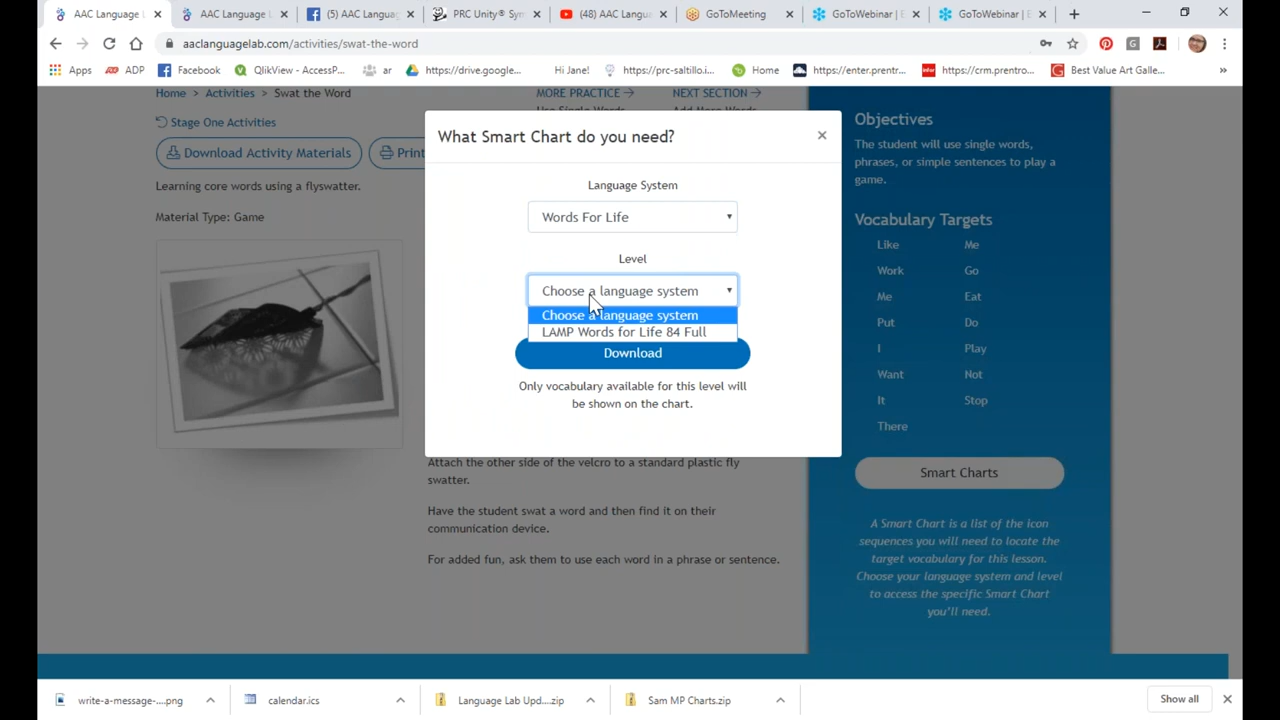 AAC Language L
AAC Language L
(5) AAC Langua
PRC Unity® Sy
(48) AAC Langu
GoToMeeting
GoToWebinar | E
GoToWebinar | E
aaclanguagelab.com/activities/swat-the-word
Apps
ADP
Facebook
QlikView - AccessP...
ar
https://drive.google...
Hi Jane!
https://prc-saltillo.i...
Home
https://enter.prentr...
https://crm.prentro...
Best Value Art Galle...
Home > Activities > Swat the Word
MORE PRACTICE
NEXT SECTION
Use Single Words
Add More Words
Stage One Activities
Download Activity Materials
Print
Learning core words using a flyswatter.
Material Type: Game
What Smart Chart do you need?
Language System
Words For Life
Level
Choose a language system
Choose a language system
LAMP Words for Life 84 Full
Download
Only vocabulary available for this level will
be shown on the chart.
Attach the other side of the velcro to a standard plastic fly
swatter.
Have the student swat a word and then find it on their
communication device.
For added fun, ask them to use each word in a phrase or sentence.
Objectives
The student will use single words,
phrases, or simple sentences to play a
game.
Vocabulary Targets
Like Me
Work Go
Me Eat
Put Do
I Play
Want Not
It Stop
There
Smart Charts
A Smart Chart is a list of the icon
sequences you will need to locate the
target vocabulary for this lesson.
Choose your language system and level
to access the specific Smart Chart
you'll need.
write-a-message-....png
calendar.ics
Language Lab Upd....zip
Sam MP Charts.zip
Show all